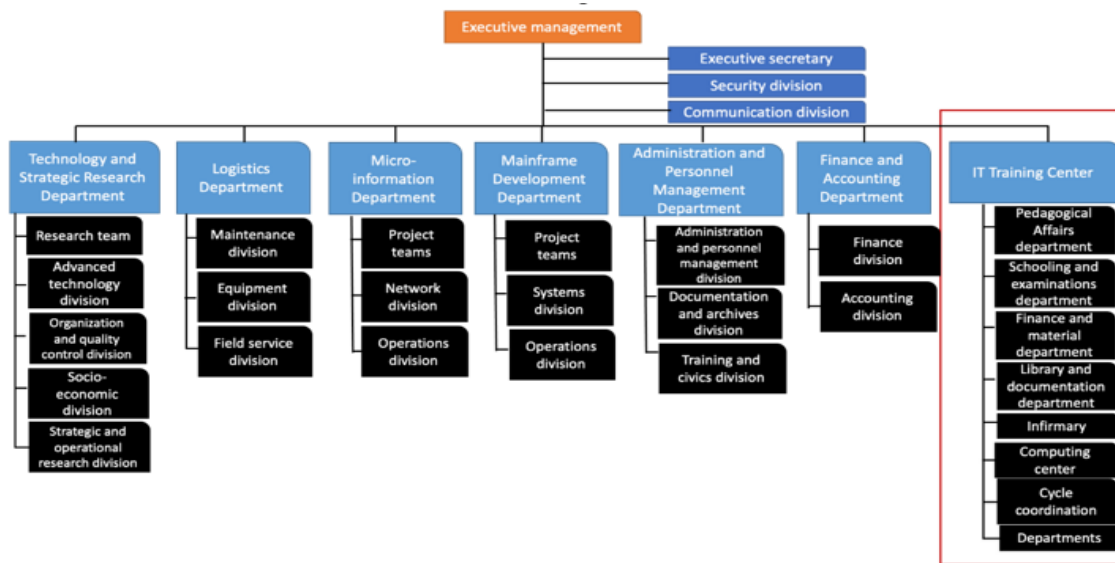 Executive management
Executive secretary
Security division
Communication division
Technology and
Strategic Research
Department
Research team
Advanced
technology division
Organization
and quality
control division
Socio-
economic division
Strategic and
operational
research division
Logistics
Department
Maintenance
division
Equipment
division
Field service
division
Micro-
information
Department
Project
teams
Network
division
Operations
division
Mainframe
Development
Department
Project
teams
Systems
division
Operations
division
Administration and
Personnel
Management
Department
Administration
and personnel
management
division
Documentation
and archives
division
Training and
civics division
Finance and
Accounting
Department
Finance
division
Accounting
division
IT Training Center
Pedagogical
Affairs
department
Schooling and
examinations
department
Finance and
material
department
Library and
documentation
department
Infirmary
Computing
center
Cycle
coordination
Departments